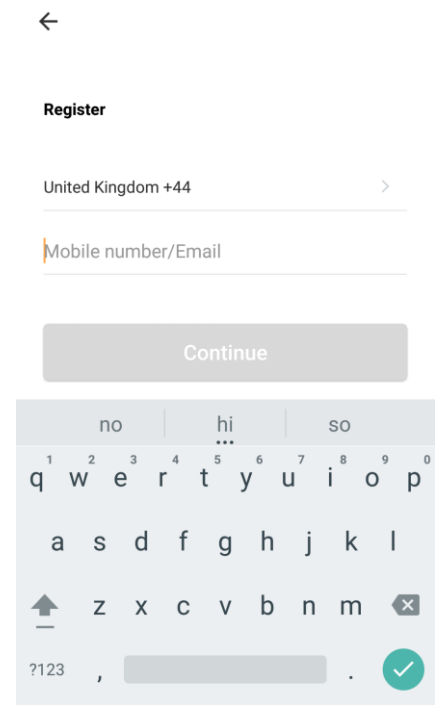 Register
United Kingdom +44
Mobile number/Email
Continue
no hi so
1 2 3 4 5 6 7 8 9 0
q w e r t y u i o p
a s d f g h j k l
z x c v b n m
?123 , .